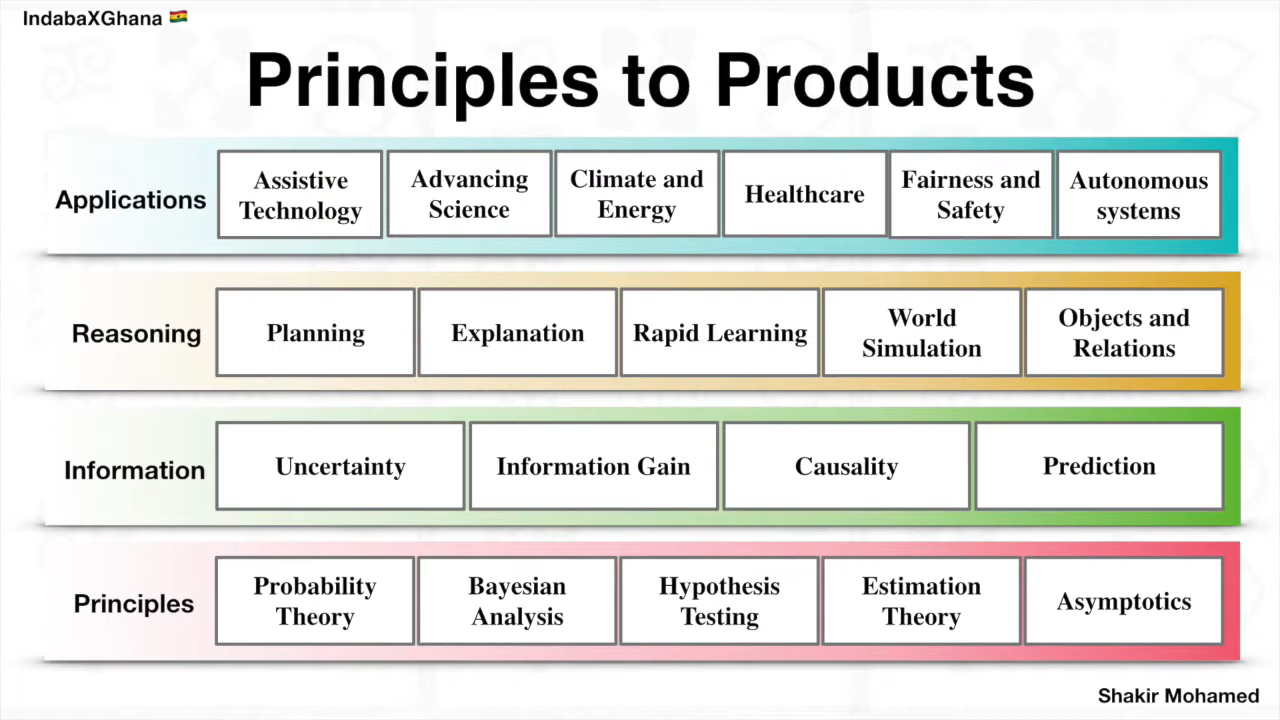 IndabaXGhana 🇬🇭
Principles to Products
Applications
Assistive
Technology
Advancing
Science
Climate and
Energy
Healthcare
Fairness and
Safety
Autonomous
systems
Reasoning
Planning
Explanation
Rapid Learning
World
Simulation
Objects and
Relations
Information
Uncertainty
Information Gain
Causality
Prediction
Principles
Probability
Theory
Bayesian
Analysis
Hypothesis
Testing
Estimation
Theory
Asymptotics
Shakir Mohamed